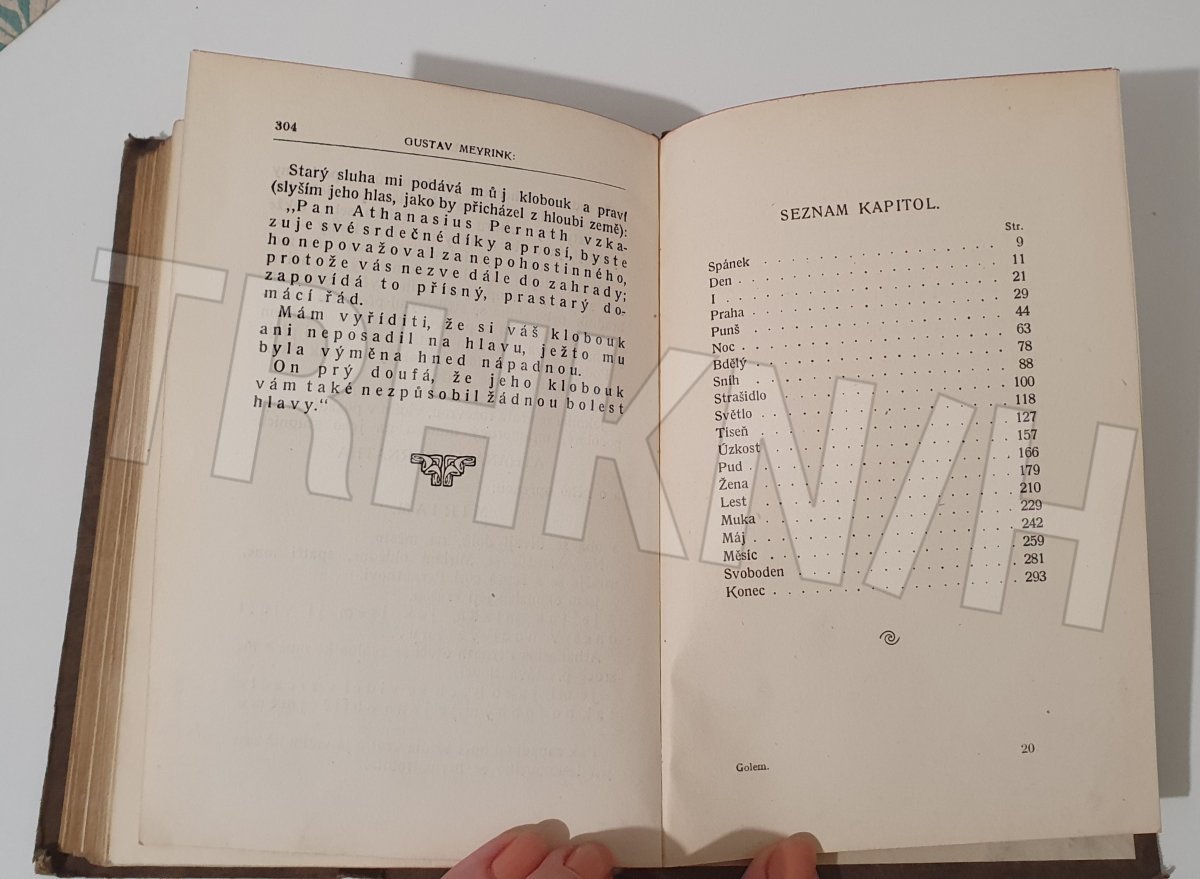 304
GUSTAV MEYRINK:
Starý sluha mi podává můj klobouk a praví
(slyším jeho hlas, jako by přicházel z hloubi země):
„Pan Athanasius Pernath vzka-
zuje své srdečné díky a prosí, byste
ho nepovažoval za nepohostinného,
protože vás nezve dále do zahrady;
zapovídá to přísný, prastarý do-
mácí řád.
Mám vyříditi, že si váš klobouk
ani neposadil na hlavu, ježto mu
byla výměna hned nápadnou.
On prý doufá, že jeho klobouk
vám také nezpůsobil žádnou bolest
hlavy.“
SEZNAM KAPITOL.
Str.
Spánek 9
Den 11
I 21
Praha 29
Punš 44
Noc 63
Bdělý 78
Sníh 88
Strašidlo 100
Světlo 118
Tiseň 127
Úzkost 157
Pud 166
Žena 179
Lest 210
Muka 229
Máj 242
Měsíc 259
Svoboden 281
Konec 293
Golem.
20
TRHKNIH